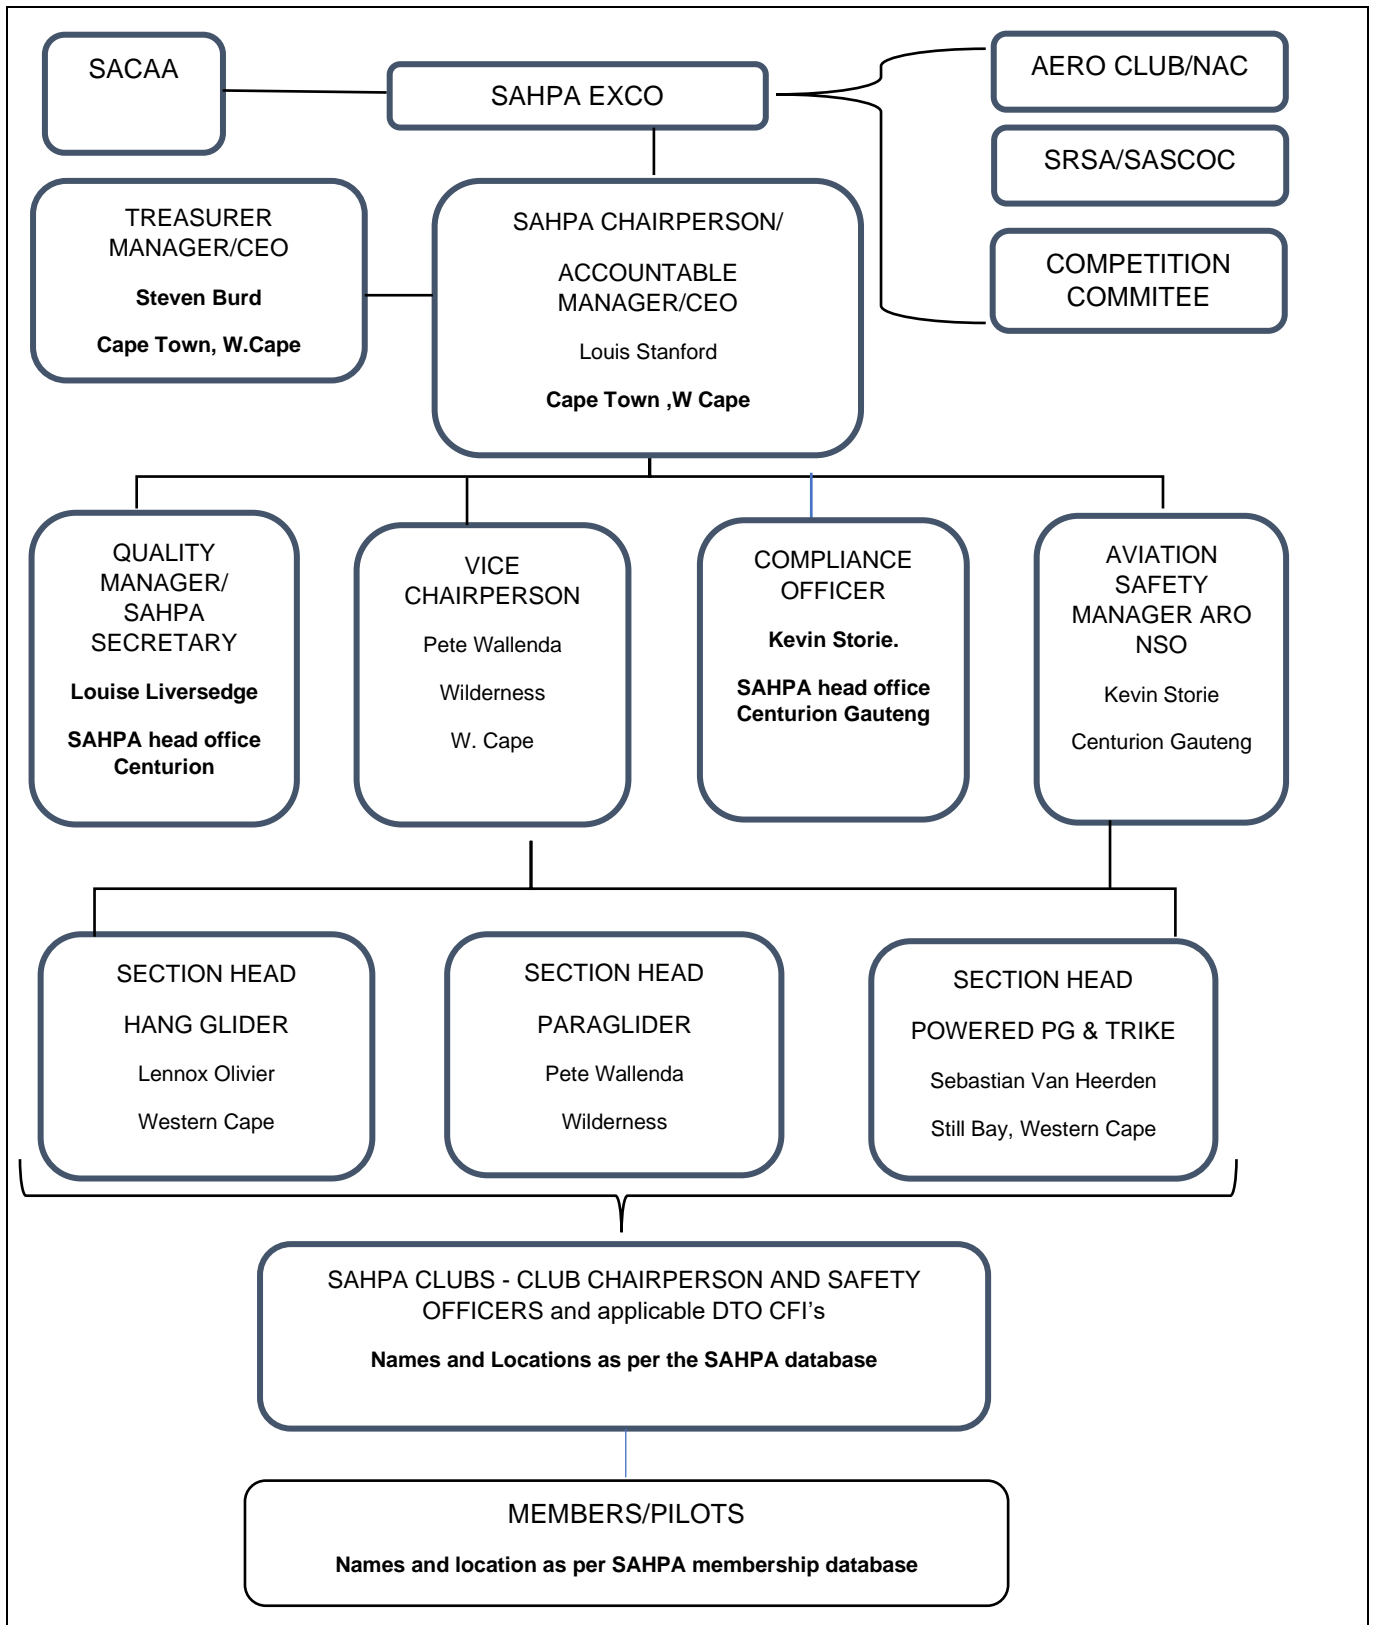 SACAA
SAHPA EXCO
AERO CLUB/NAC
SRSA/SASCOC
COMPETITION
COMMITEE
TREASURER
MANAGER/CEO
Steven Burd
Cape Town, W.Cape
SAHPA CHAIRPERSON/
ACCOUNTABLE
MANAGER/CEO
Louis Stanford
Cape Town ,W Cape
QUALITY
MANAGER/
SAHPA
SECRETARY
Louise Liversedge
SAHPA head office
Centurion
VICE
CHAIRPERSON
Pete Wallenda
Wilderness
W. Cape
COMPLIANCE
OFFICER
Kevin Storie.
SAHPA head office
Centurion Gauteng
AVIATION
SAFETY
MANAGER ARO
NSO
Kevin Storie
Centurion Gauteng
SECTION HEAD
HANG GLIDER
Lennox Olivier
Western Cape
SECTION HEAD
PARAGLIDER
Pete Wallenda
Wilderness
SECTION HEAD
POWERED PG & TRIKE
Sebastian Van Heerden
Still Bay, Western Cape
SAHPA CLUBS - CLUB CHAIRPERSON AND SAFETY
OFFICERS and applicable DTO CFI’s
Names and Locations as per the SAHPA database
MEMBERS/PILOTS
Names and location as per SAHPA membership database